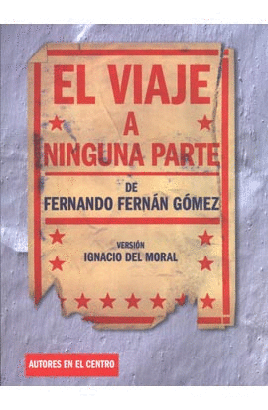 EL VIAJE
A
NINGUNA PARTE
DE
FERNANDO FERNÁN GÓMEZ
VERSIÓN
IGNACIO DEL MORAL
AUTORES EN EL CENTRO